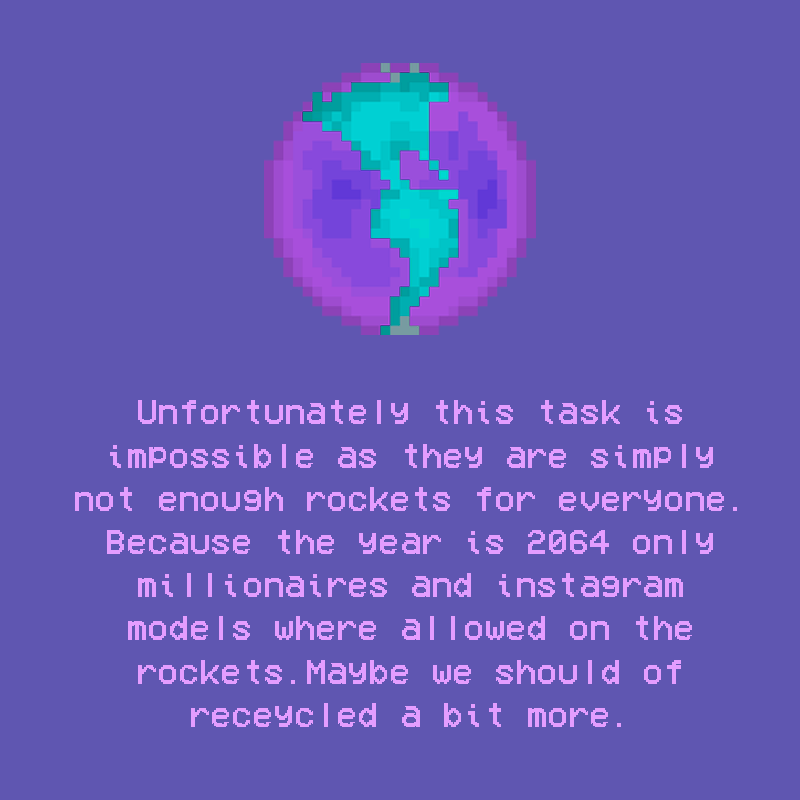 Unfortunately this task is
impossible as they are simply
not enough rockets for everyone.
Because the year is 2064 only
millionaires and instagram
models where allowed on the
rockets.Maybe we should of
receycled a bit more.